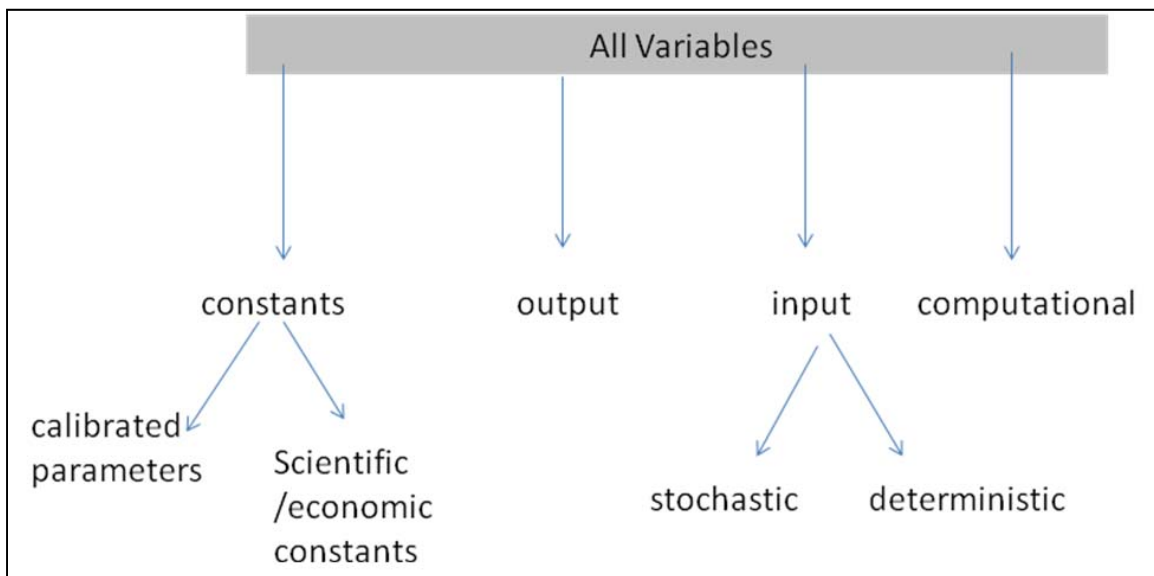 All Variables
constants
output
input
computational
calibrated
parameters
Scientific
/economic
constants
stochastic
deterministic